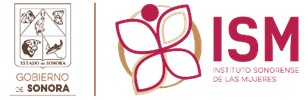 ESTADO DE SONORA
GOBIERNO
DE SONORA
ISM
INSTITUTO SONORENSE
DE LAS MUJERES